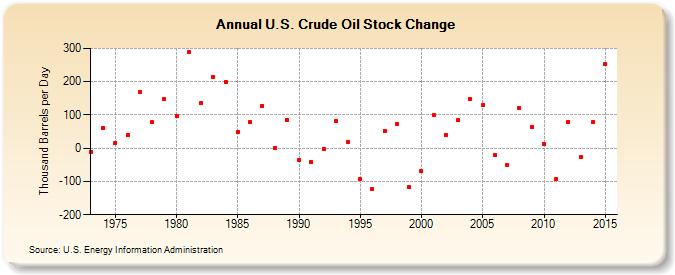 Annual U.S. Crude Oil Stock Change
Thousand Barrels per Day
300
200
100
0
-100
-200
1975 1980 1985 1990 1995 2000 2005 2010 2015
Source: U.S. Energy Information Administration